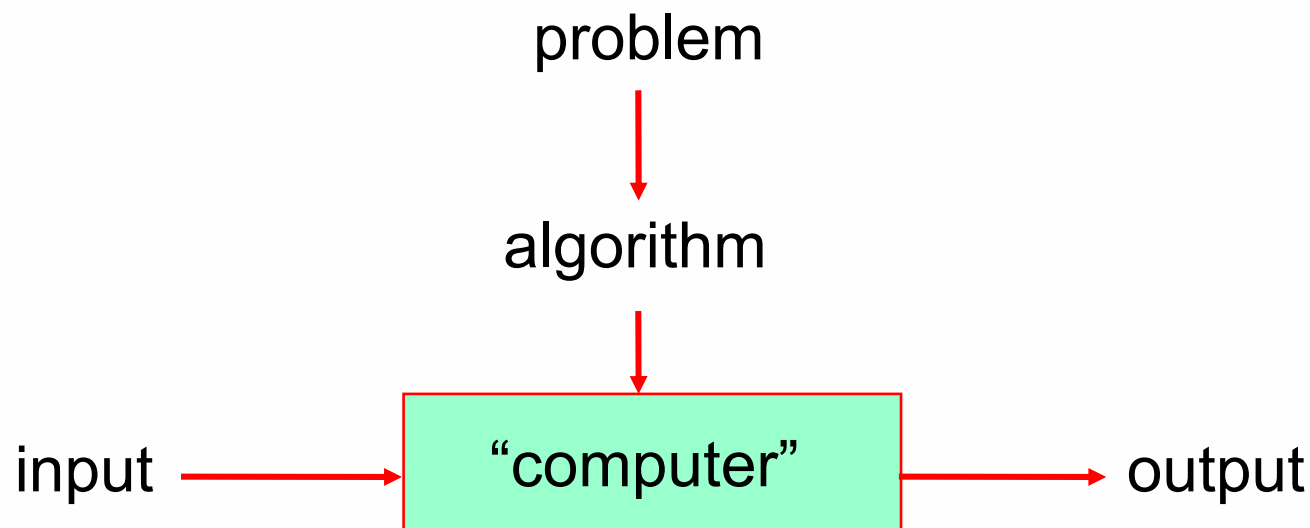 problem
algorithm
input
“computer”
output